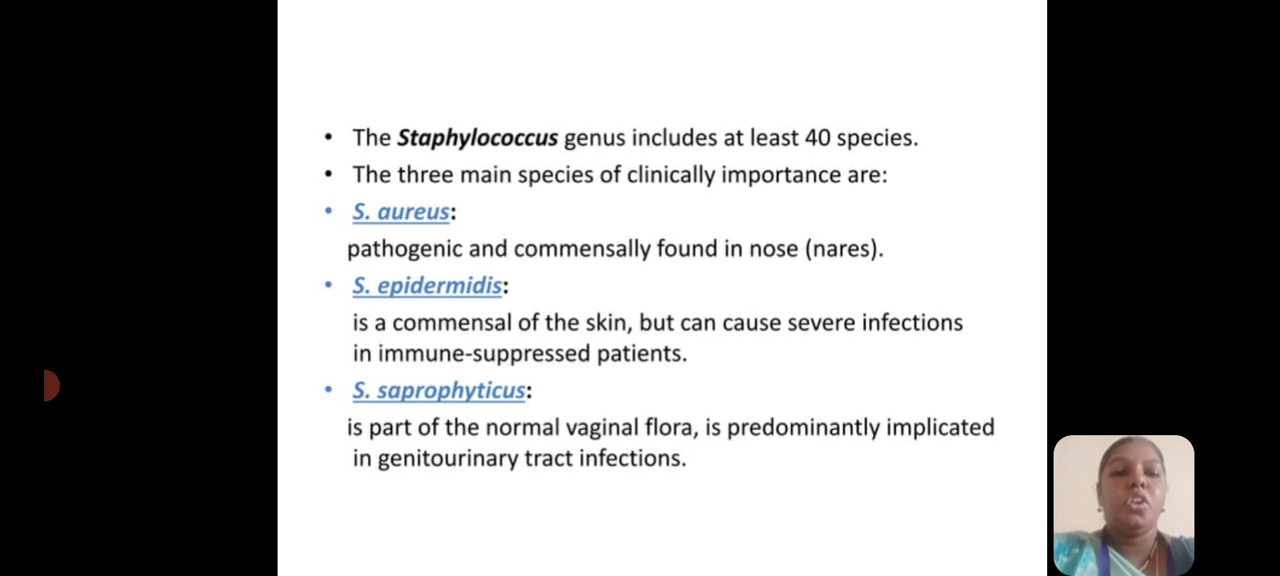 • The Staphylococcus genus includes at least 40 species.
• The three main species of clinically importance are:
• S. aureus:
pathogenic and commensally found in nose (nares).
• S. epidermidis:
is a commensal of the skin, but can cause severe infections
in immune-suppressed patients.
• S. saprophyticus:
is part of the normal vaginal flora, is predominantly implicated
in genitourinary tract infections.